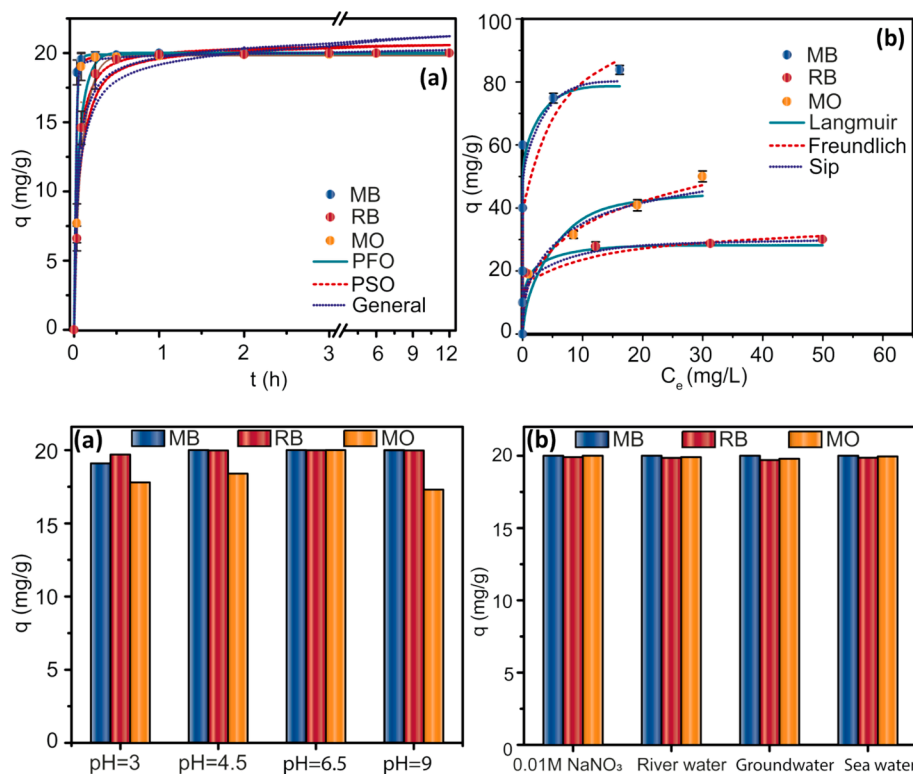 (a)
q (mg/g)
25
20
15
10
5
0
MB
RB
MO
PFO
PSO
General
0 1 2 3 6 9 12
t (h)
(b)
q (mg/g)
100
80
60
40
20
0
MB
RB
MO
Langmuir
Freundlich
Sip
0 10 20 30 40 50 60
Ce (mg/L)
(a)
MB RB MO
q (mg/g)
20
15
10
5
0
pH=3 pH=4.5 pH=6.5 pH=9
(b)
MB RB MO
q (mg/g)
20
15
10
5
0
0.01M NaNO₃ River water Groundwater Sea water